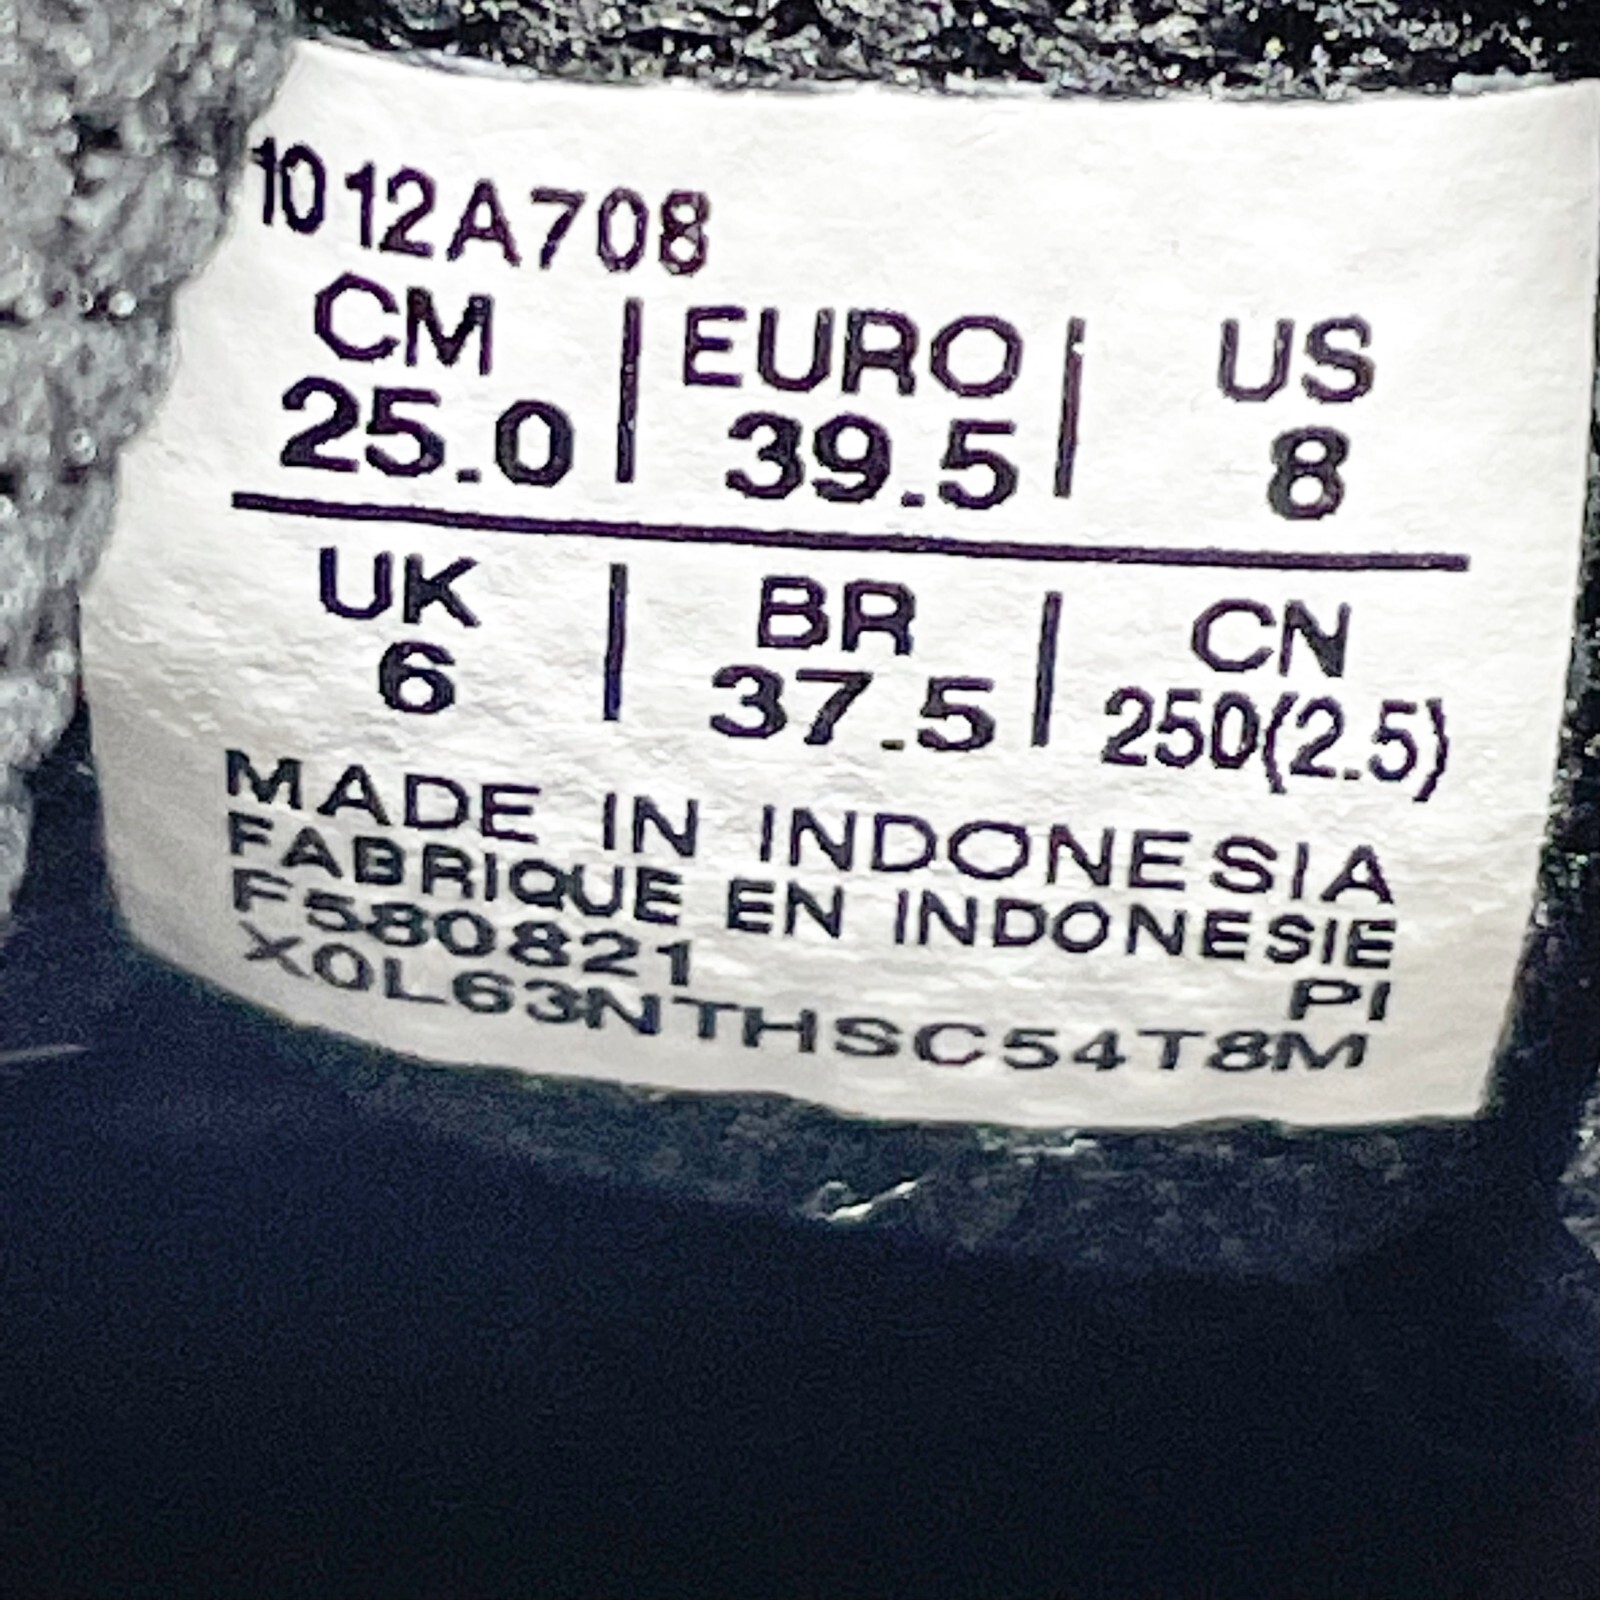 1012A708
CM | EURO | US
25.0 | 39.5 | 8
UK | BR | CN
6 | 37.5 | 250(2.5)
MADE IN INDONESIA
FABRIQUE EN INDONESIE
F580821 PI
XQL63NTHSC54T8M